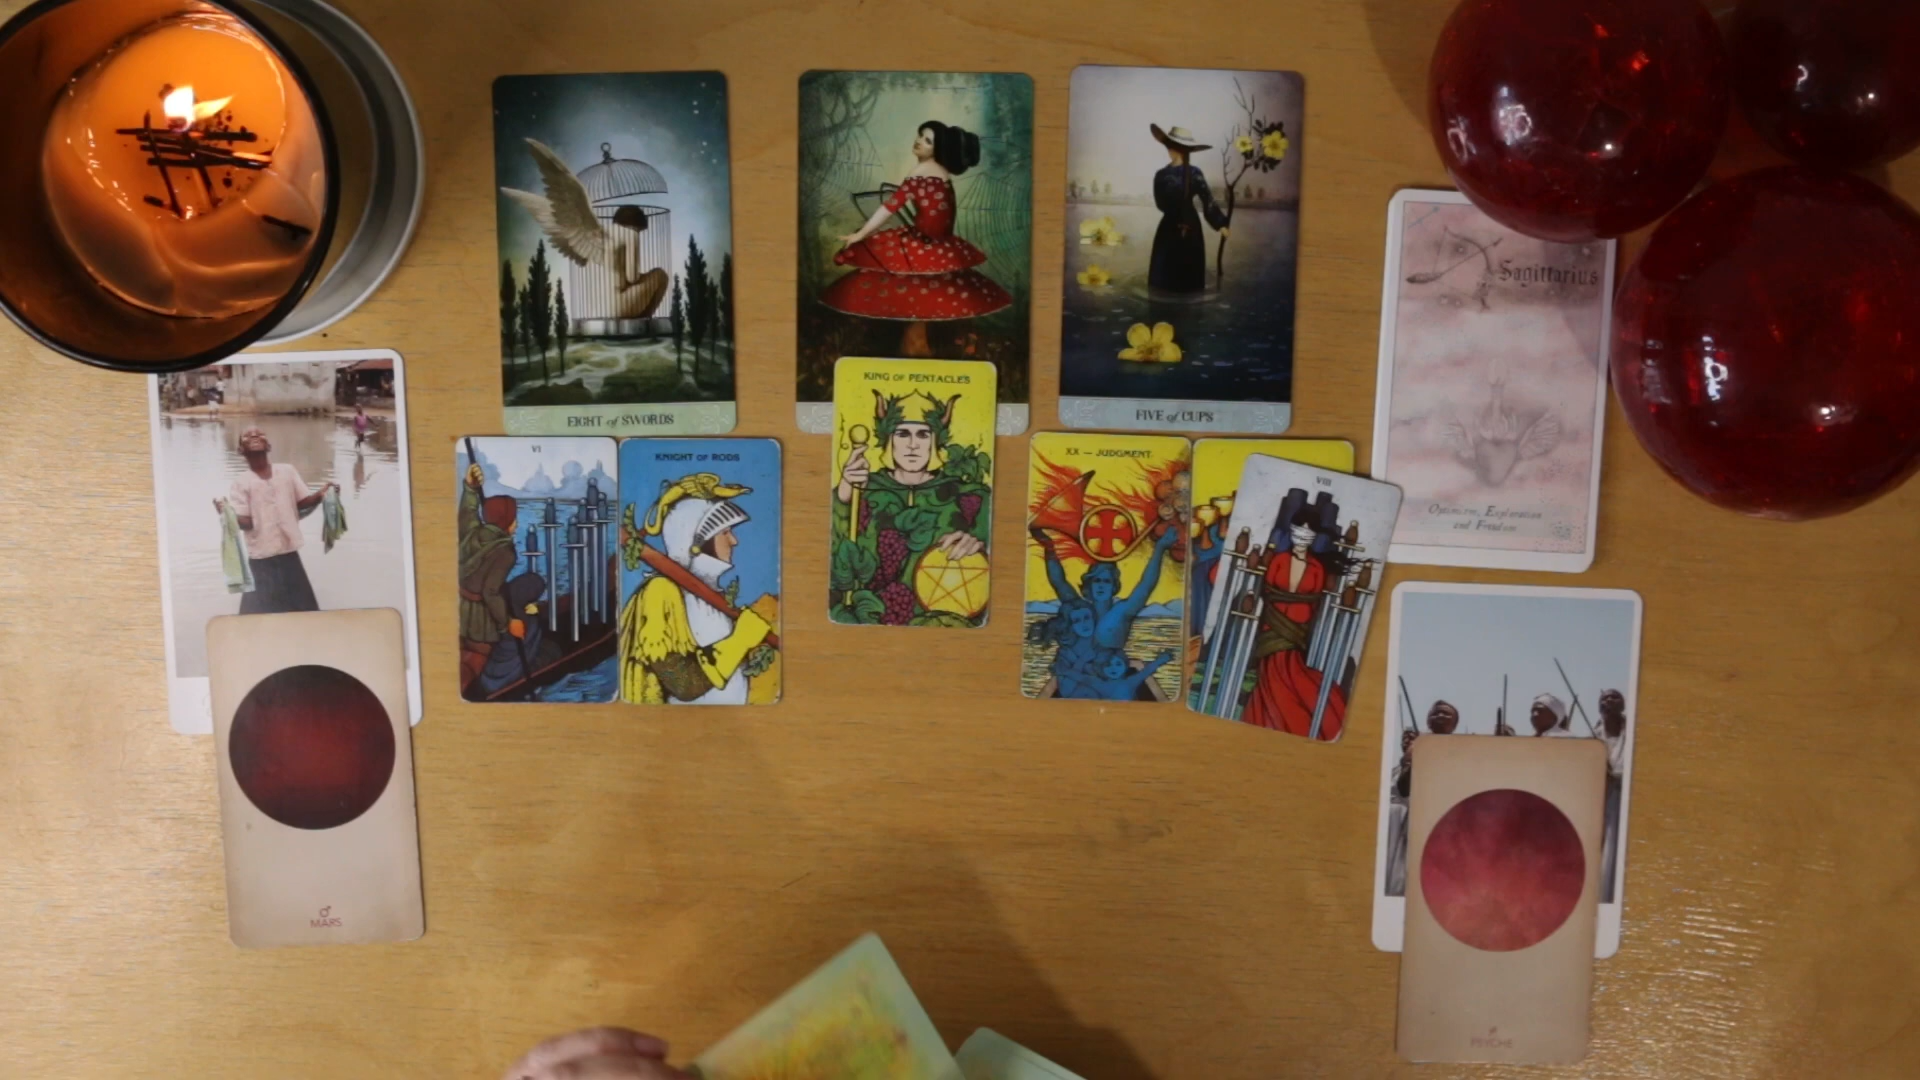 EIGHT of SWORDS
FIVE of CUPS
Sagittarius
Optimism, Exploration
and Freedom
KING OF PENTACLES
VI
KNIGHT OF RODS
XX — JUDGMENT
VIII
♂
MARS
PSYCHE